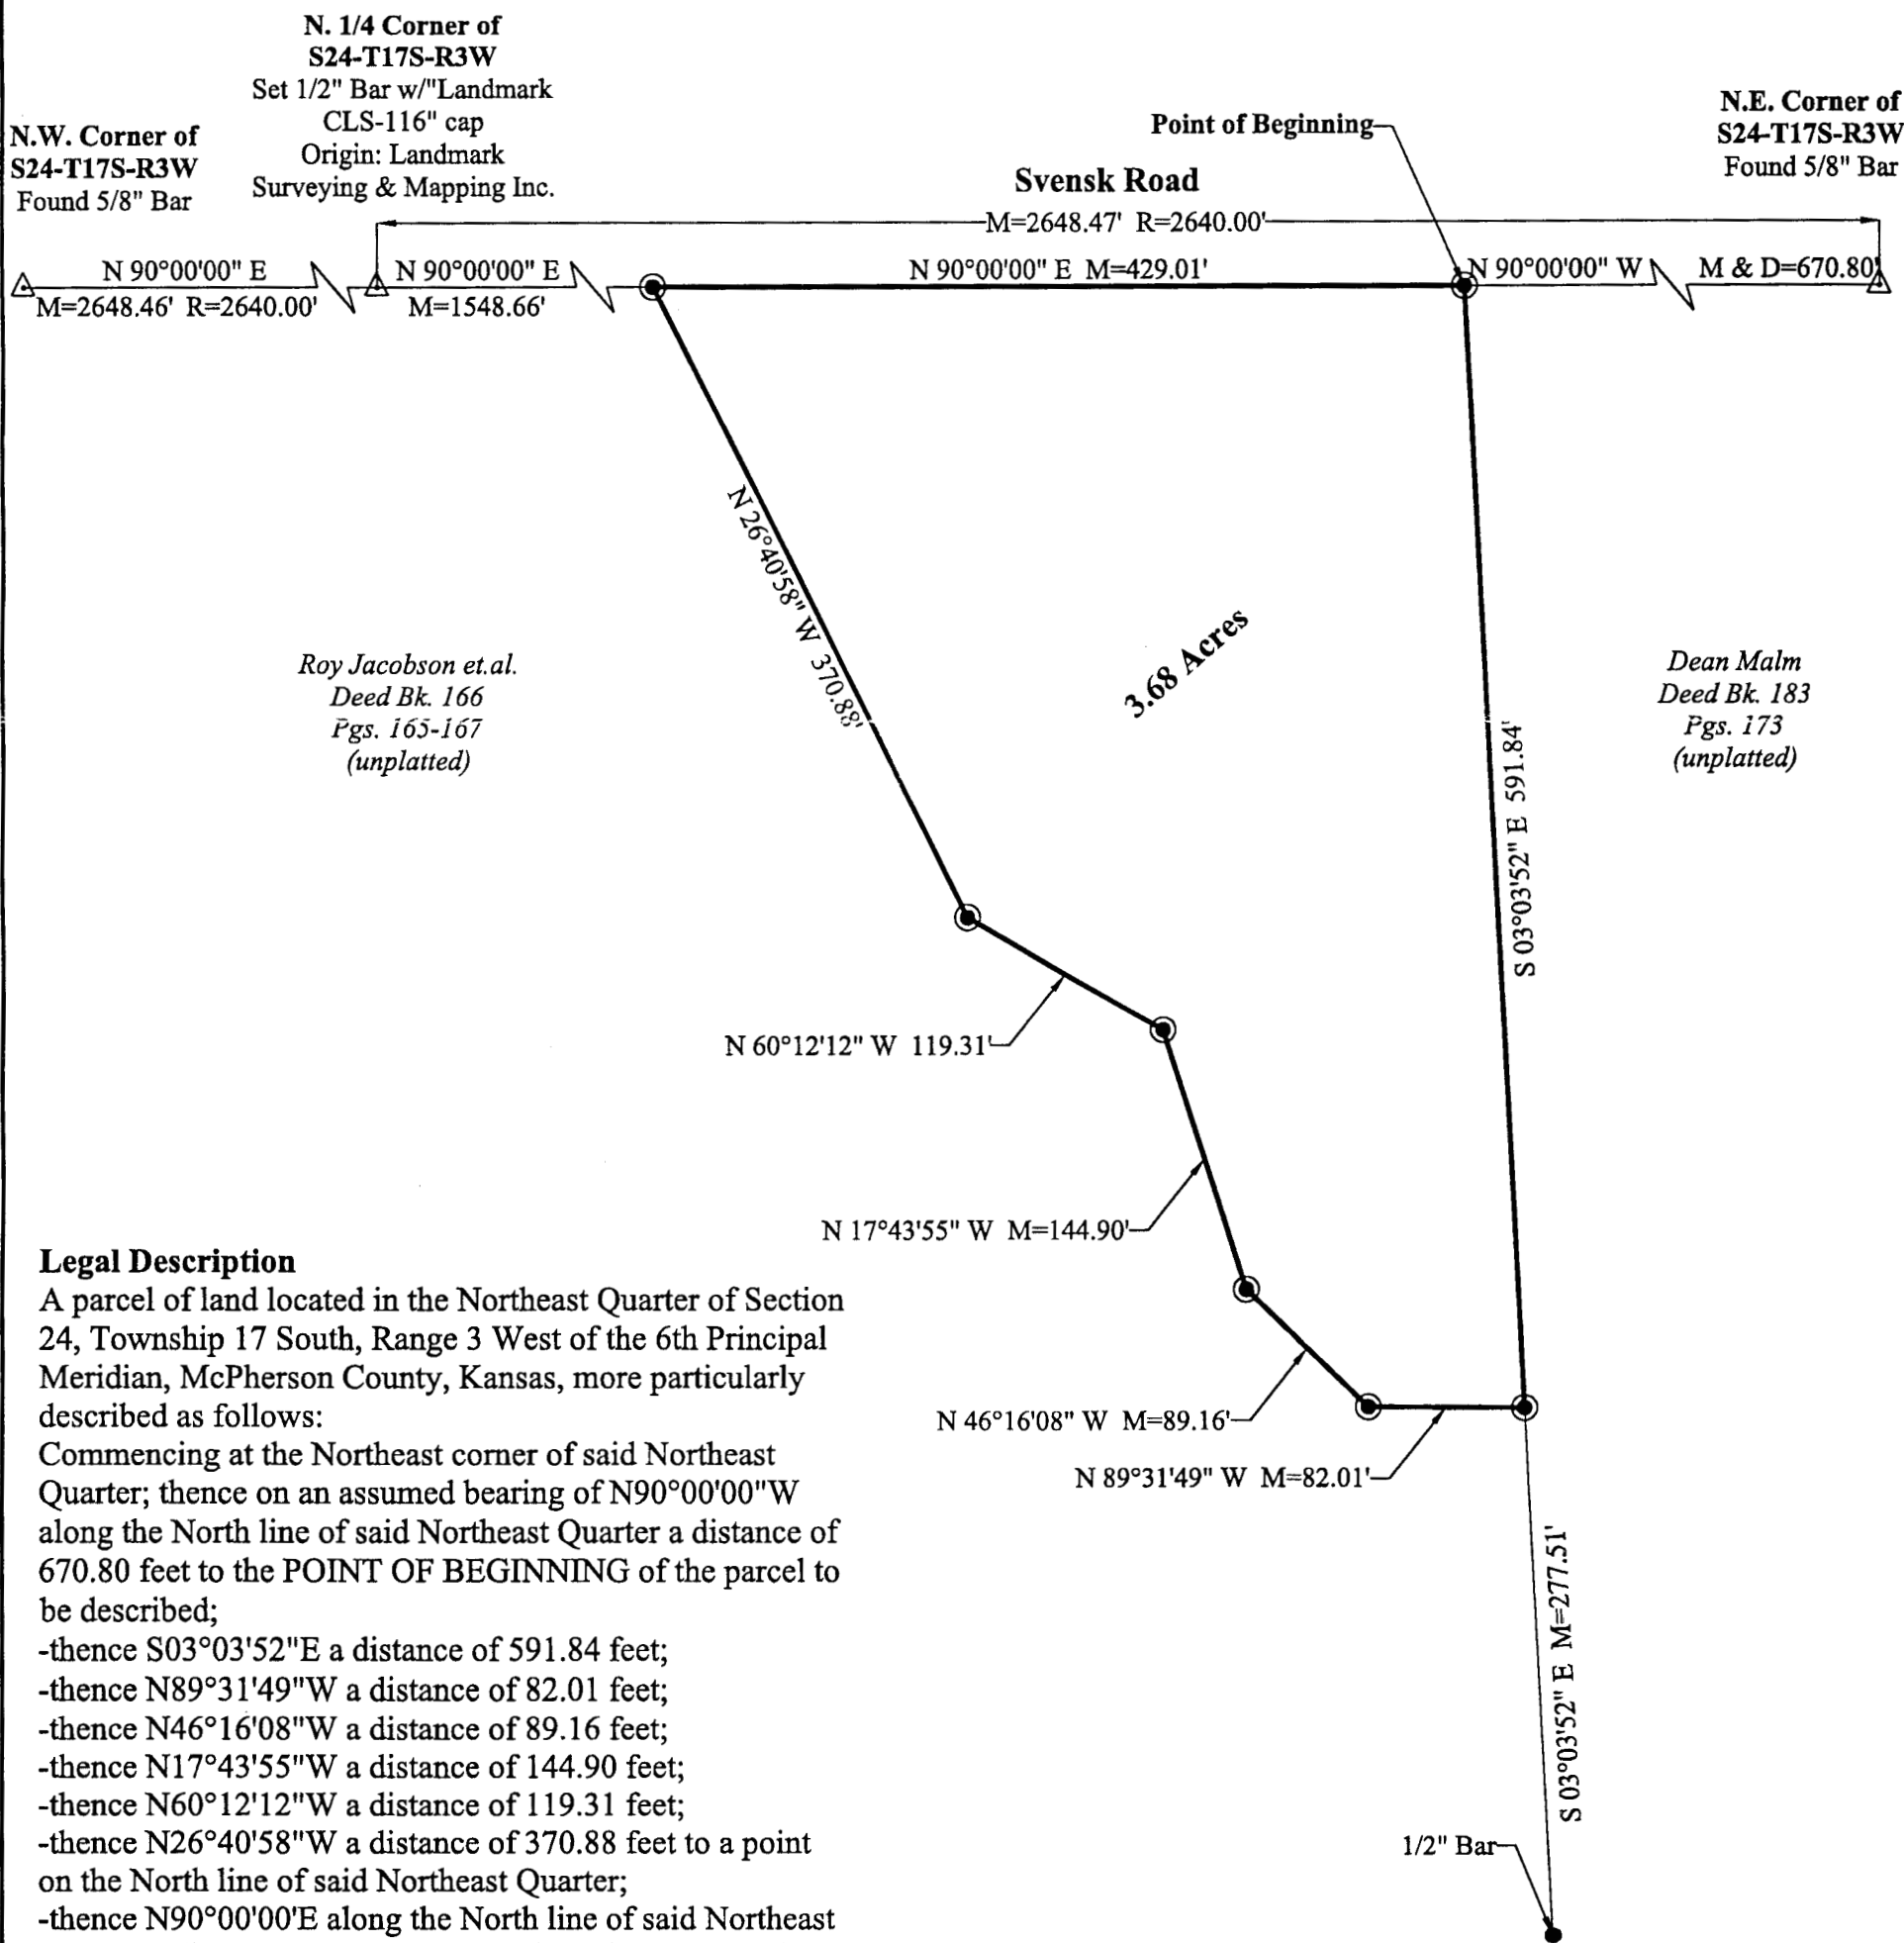 N. 1/4 Corner of
S24-T17S-R3W
Set 1/2" Bar w/"Landmark
CLS-116" cap
Origin: Landmark
Surveying & Mapping Inc.
N.W. Corner of
S24-T17S-R3W
Found 5/8" Bar
Point of Beginning
N.E. Corner of
S24-T17S-R3W
Found 5/8" Bar
Svensk Road
M=2648.47' R=2640.00'
N 90°00'00" E
M=2648.46' R=2640.00'
N 90°00'00" E
M=1548.66'
N 90°00'00" E M=429.01'
N 90°00'00" W
M & D=670.80'
N 26°40'58" W 370.88'
3.68 Acres
Roy Jacobson et.al.
Deed Bk. 166
Pgs. 165-167
(unplatted)
Dean Malm
Deed Bk. 183
Pgs. 173
(unplatted)
S 03°03'52" E 591.84'
N 60°12'12" W 119.31'
N 17°43'55" W M=144.90'
N 46°16'08" W M=89.16'
N 89°31'49" W M=82.01'
S 03°03'52" E M=277.51'
1/2" Bar
Legal Description
A parcel of land located in the Northeast Quarter of Section
24, Township 17 South, Range 3 West of the 6th Principal
Meridian, McPherson County, Kansas, more particularly
described as follows:
Commencing at the Northeast corner of said Northeast
Quarter; thence on an assumed bearing of N90°00'00"W
along the North line of said Northeast Quarter a distance of
670.80 feet to the POINT OF BEGINNING of the parcel to
be described;
-thence S03°03'52"E a distance of 591.84 feet;
-thence N89°31'49"W a distance of 82.01 feet;
-thence N46°16'08"W a distance of 89.16 feet;
-thence N17°43'55"W a distance of 144.90 feet;
-thence N60°12'12"W a distance of 119.31 feet;
-thence N26°40'58"W a distance of 370.88 feet to a point
on the North line of said Northeast Quarter;
-thence N90°00'00'E along the North line of said Northeast